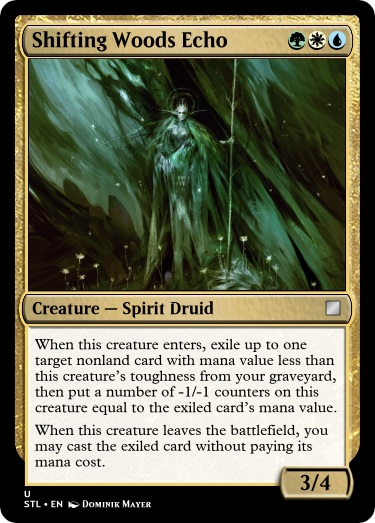 Shifting Woods Echo
Creature — Spirit Druid
When this creature enters, exile up to one
target nonland card with mana value less than
this creature's toughness from your graveyard,
then put a number of -1/-1 counters on this
creature equal to the exiled card's mana value.
When this creature leaves the battlefield, you
may cast the exiled card without paying its
mana cost.
3/4
U
STL • EN Dominik Mayer